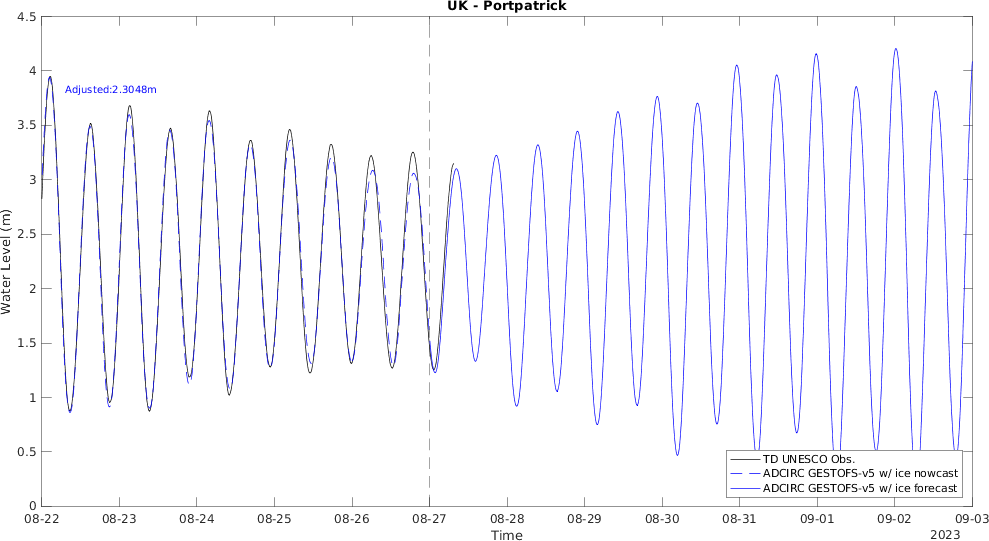 UK - Portpatrick
4.5
4
3.5
3
2.5
2
1.5
1
0.5
0
Water Level (m)
Adjusted:2.3048m
TD UNESCO Obs.
ADCIRC GESTOFS-v5 w/ ice nowcast
ADCIRC GESTOFS-v5 w/ ice forecast
08-22 08-23 08-24 08-25 08-26 08-27 08-28 08-29 08-30 08-31 09-01 09-02 09-03
Time
2023